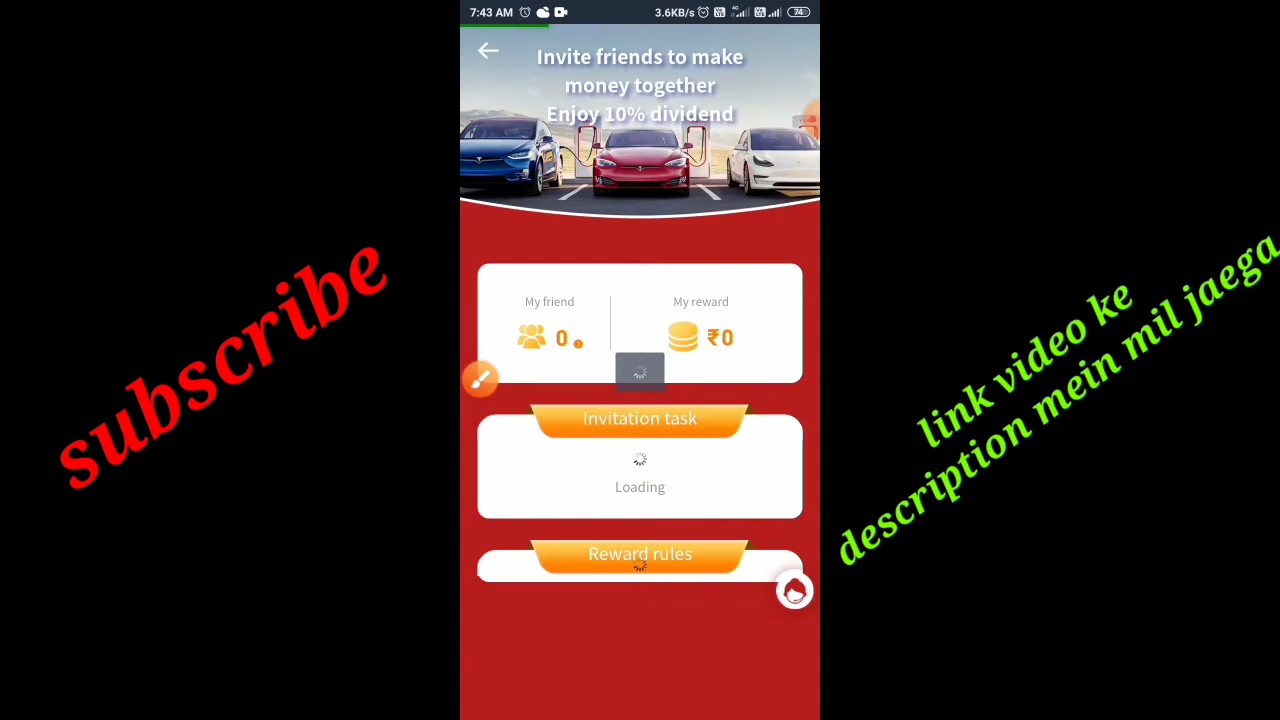 7:43 AM
3.6KB/s
4G
74
Invite friends to make
money together
Enjoy 10% dividend
My friend
My reward
0
₹0
Invitation task
Loading
Reward rules
subscribe
link video ke
description mein mil jaega